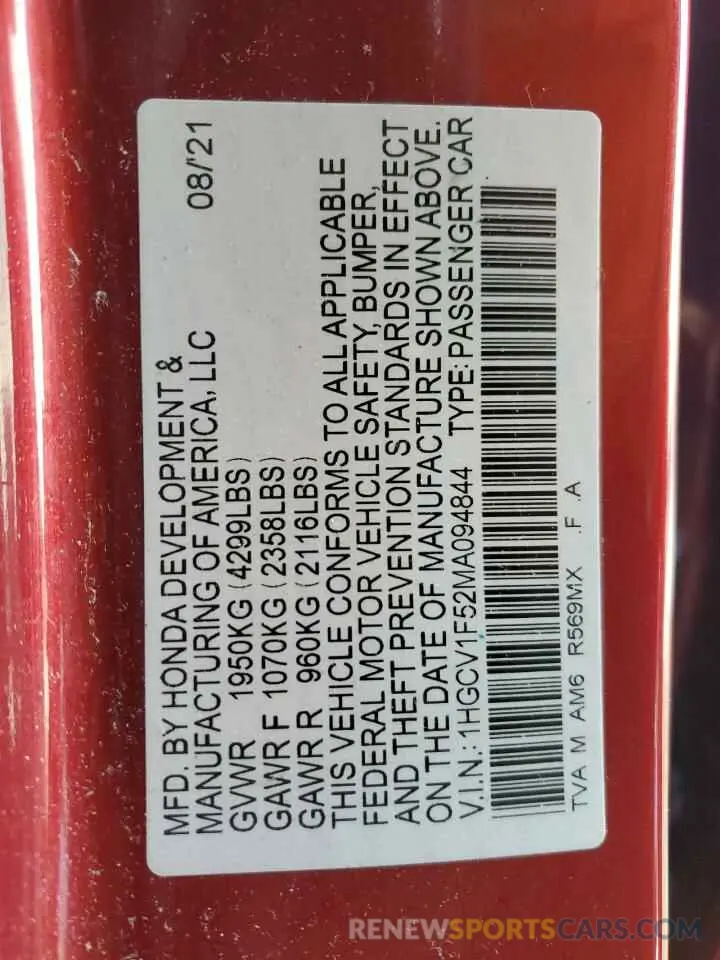 MFD. BY HONDA DEVELOPMENT &
MANUFACTURING OF AMERICA, LLC 08/'21
GVWR 1950KG (4299LBS)
GAWR F 1070KG (2358LBS)
GAWR R 960KG (2116LBS)
THIS VEHICLE CONFORMS TO ALL APPLICABLE
FEDERAL MOTOR VEHICLE SAFETY, BUMPER,
AND THEFT PREVENTION STANDARDS IN EFFECT
ON THE DATE OF MANUFACTURE SHOWN ABOVE.
V.I.N.: 1HGCV1F52MA094844 TYPE: PASSENGER CAR
TVA M AM6 R569MX .F .A
RENEWSPORTSCARS.COM